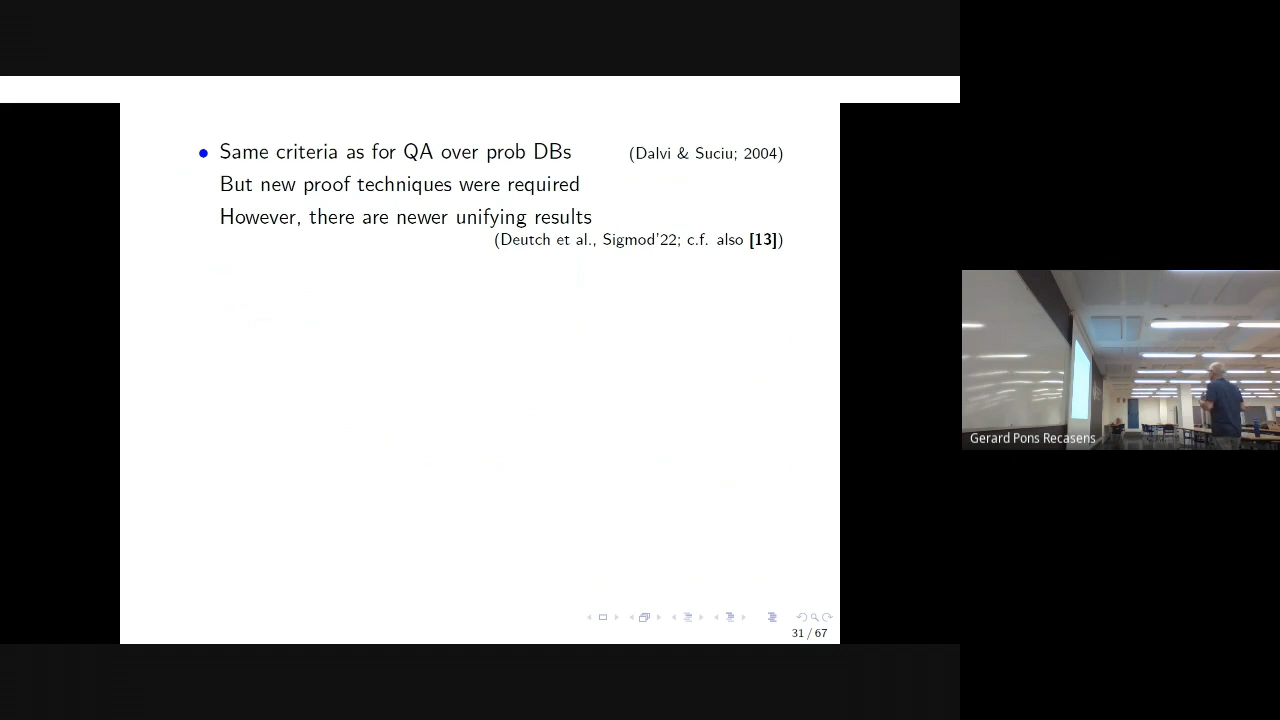 Same criteria as for QA over prob DBs (Dalvi & Suciu; 2004)
But new proof techniques were required
However, there are newer unifying results
(Deutch et al., Sigmod'22; c.f. also [13])
31 / 67
Gerard Pons Recasens